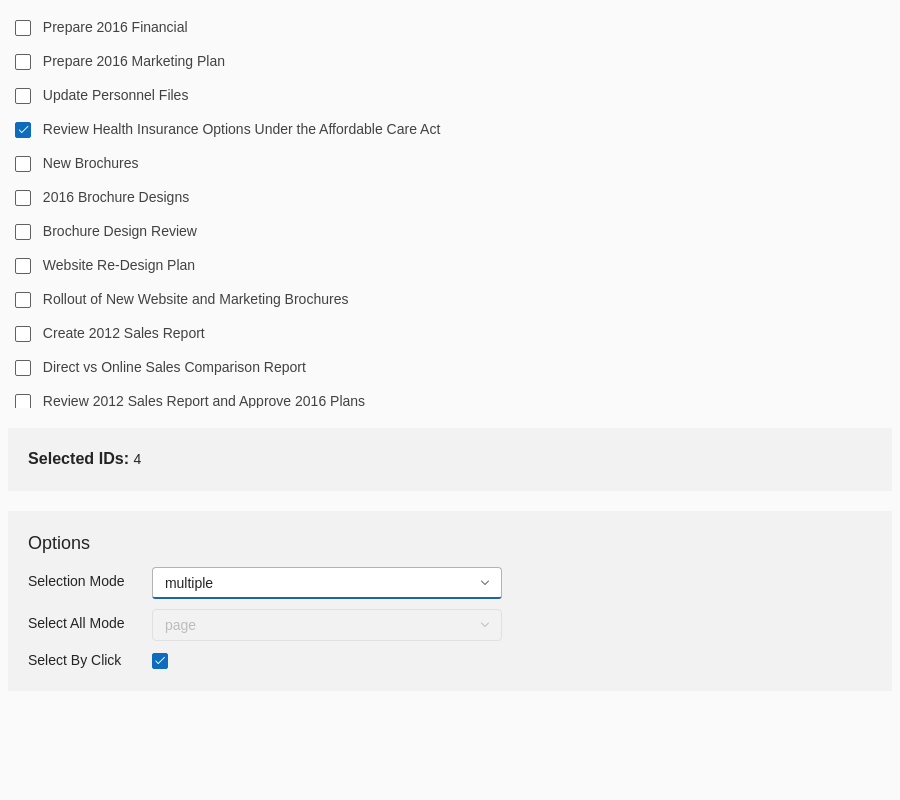 Prepare 2016 Financial
Prepare 2016 Marketing Plan
Update Personnel Files
Review Health Insurance Options Under the Affordable Care Act
New Brochures
2016 Brochure Designs
Brochure Design Review
Website Re-Design Plan
Rollout of New Website and Marketing Brochures
Create 2012 Sales Report
Direct vs Online Sales Comparison Report
Review 2012 Sales Report and Approve 2016 Plans
Selected IDs: 4
Options
Selection Mode multiple
Select All Mode page
Select By Click